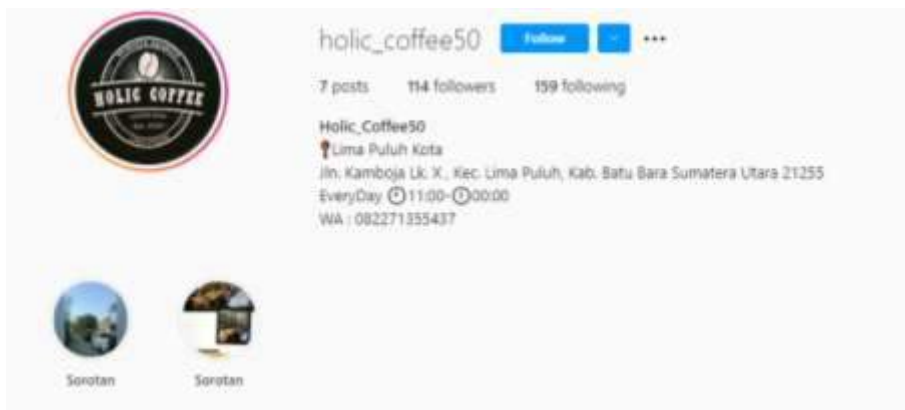 HOLIC COFFEE
holic_coffee50 Follow
7 posts 114 followers 159 following
Holic_Coffee50
Lima Puluh Kota
Jln. Kamboja Lk. X , Kec. Lima Puluh, Kab. Batu Bara Sumatera Utara 21255
EveryDay 11:00-00:00
WA : 082271355437
Sorotan Sorotan